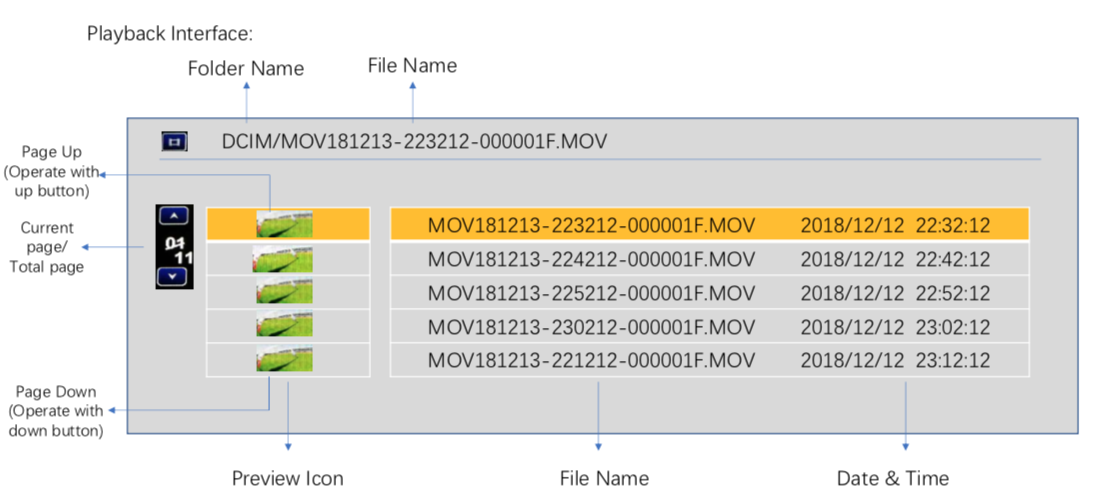 Playback Interface:
Folder Name
File Name
DCIM/MOV181213-223212-000001F.MOV
Page Up
(Operate with
up button)
Current
page/
Total page
01
11
MOV181213-223212-000001F.MOV 2018/12/12 22:32:12
MOV181213-224212-000001F.MOV 2018/12/12 22:42:12
MOV181213-225212-000001F.MOV 2018/12/12 22:52:12
MOV181213-230212-000001F.MOV 2018/12/12 23:02:12
MOV181213-221212-000001F.MOV 2018/12/12 23:12:12
Page Down
(Operate with
down button)
Preview Icon
File Name
Date & Time